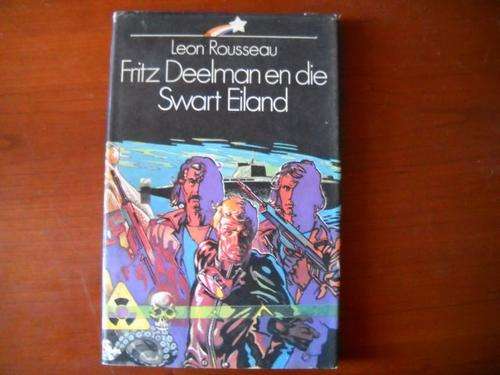 Leon Rousseau
Fritz Deelman en die
Swart Eiland